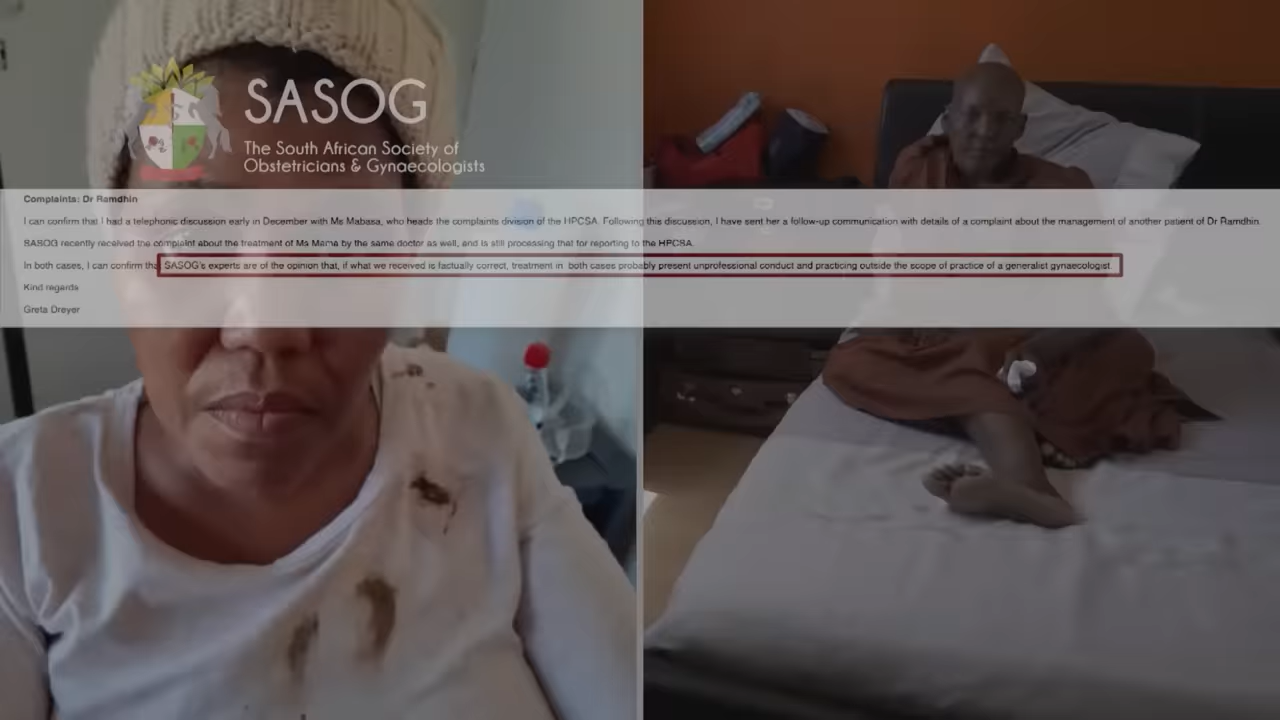 SASOG
The South African Society of
Obstetricians & Gynaecologists
Complaints: Dr Ramdhin
I can confirm that I had a telephonic discussion early in December with Ms Mabasa, who heads the complaints division of the HPCSA. Following this discussion, I have sent her a follow-up communication with details of a complaint about the management of another patient of Dr Ramdhin.
SASOG recently received the complaint about the treatment of Ms Mama by the same doctor as well, and is still processing that for reporting to the HPCSA.
In both cases, I can confirm tha SASOG's experts are of the opinion that, if what we received is factually correct, treatment in both cases probably present unprofessional conduct and practicing outside the scope of practice of a generalist gynaecologist.
Kind regards
Greta Dreyer